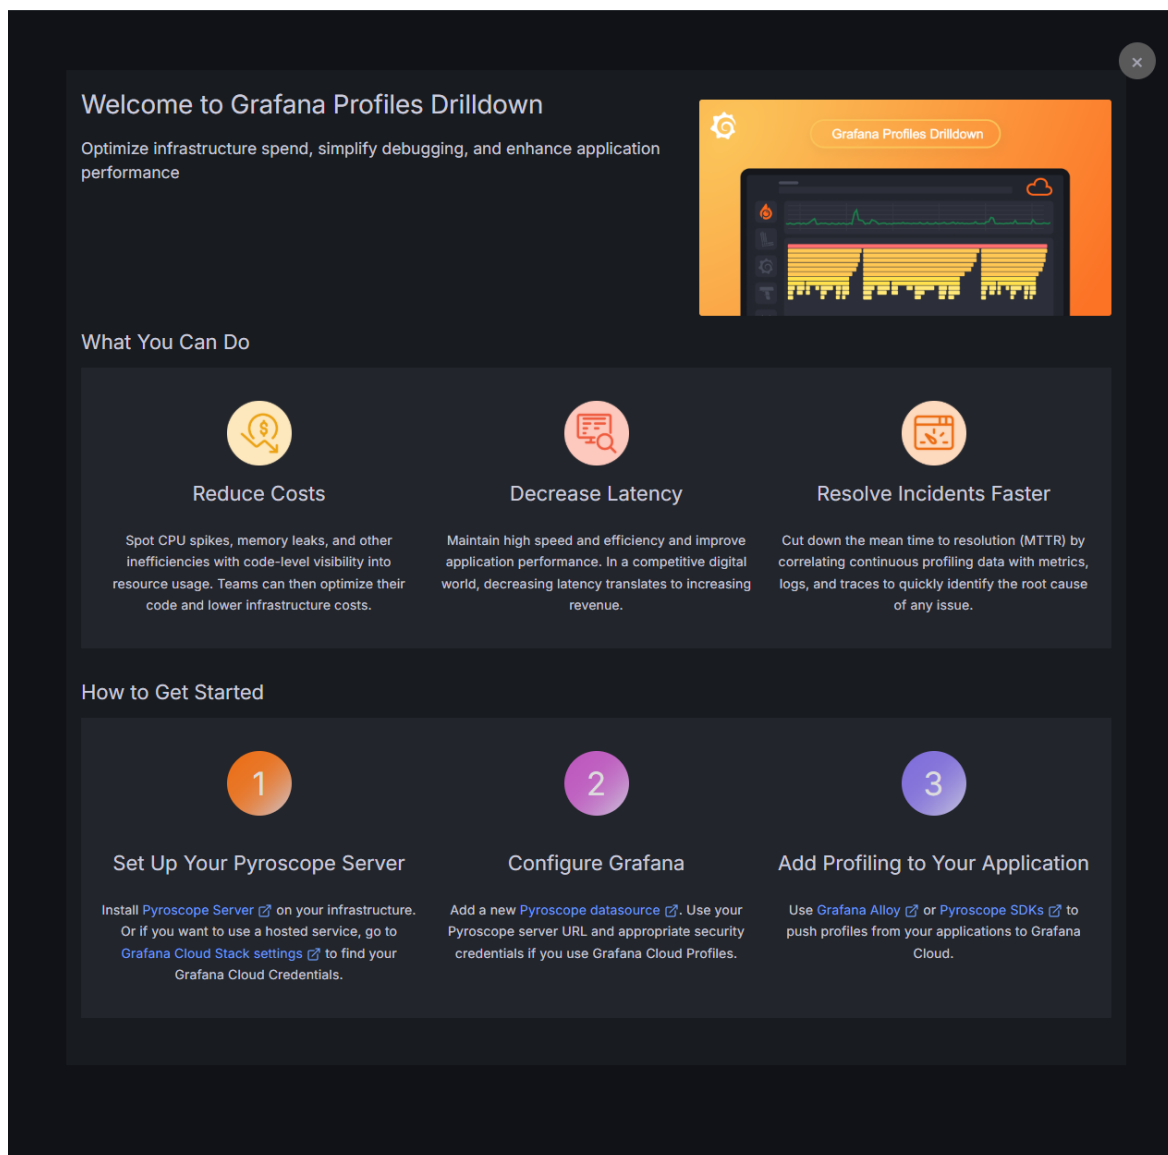 Welcome to Grafana Profiles Drilldown
Optimize infrastructure spend, simplify debugging, and enhance application
performance
Grafana Profiles Drilldown
What You Can Do
Reduce Costs
Spot CPU spikes, memory leaks, and other
inefficiencies with code-level visibility into
resource usage. Teams can then optimize their
code and lower infrastructure costs.
Decrease Latency
Maintain high speed and efficiency and improve
application performance. In a competitive digital
world, decreasing latency translates to increasing
revenue.
Resolve Incidents Faster
Cut down the mean time to resolution (MTTR) by
correlating continuous profiling data with metrics,
logs, and traces to quickly identify the root cause
of any issue.
How to Get Started
1
Set Up Your Pyroscope Server
Install Pyroscope Server on your infrastructure.
Or if you want to use a hosted service, go to
Grafana Cloud Stack settings to find your
Grafana Cloud Credentials.
2
Configure Grafana
Add a new Pyroscope datasource. Use your
Pyroscope server URL and appropriate security
credentials if you use Grafana Cloud Profiles.
3
Add Profiling to Your Application
Use Grafana Alloy or Pyroscope SDKs to
push profiles from your applications to Grafana
Cloud.